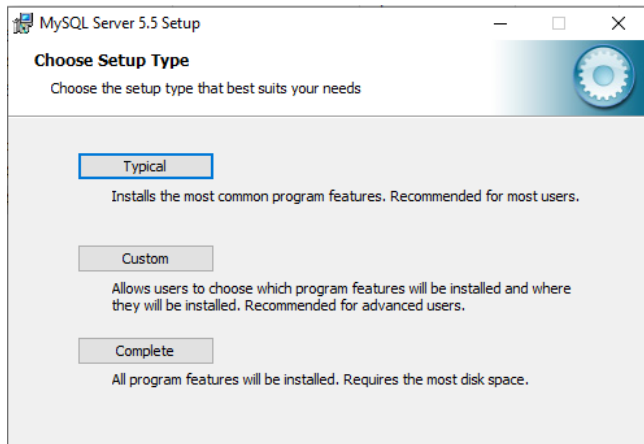 MySQL Server 5.5 Setup
Choose Setup Type
Choose the setup type that best suits your needs
Typical
Installs the most common program features. Recommended for most users.
Custom
Allows users to choose which program features will be installed and where
they will be installed. Recommended for advanced users.
Complete
All program features will be installed. Requires the most disk space.